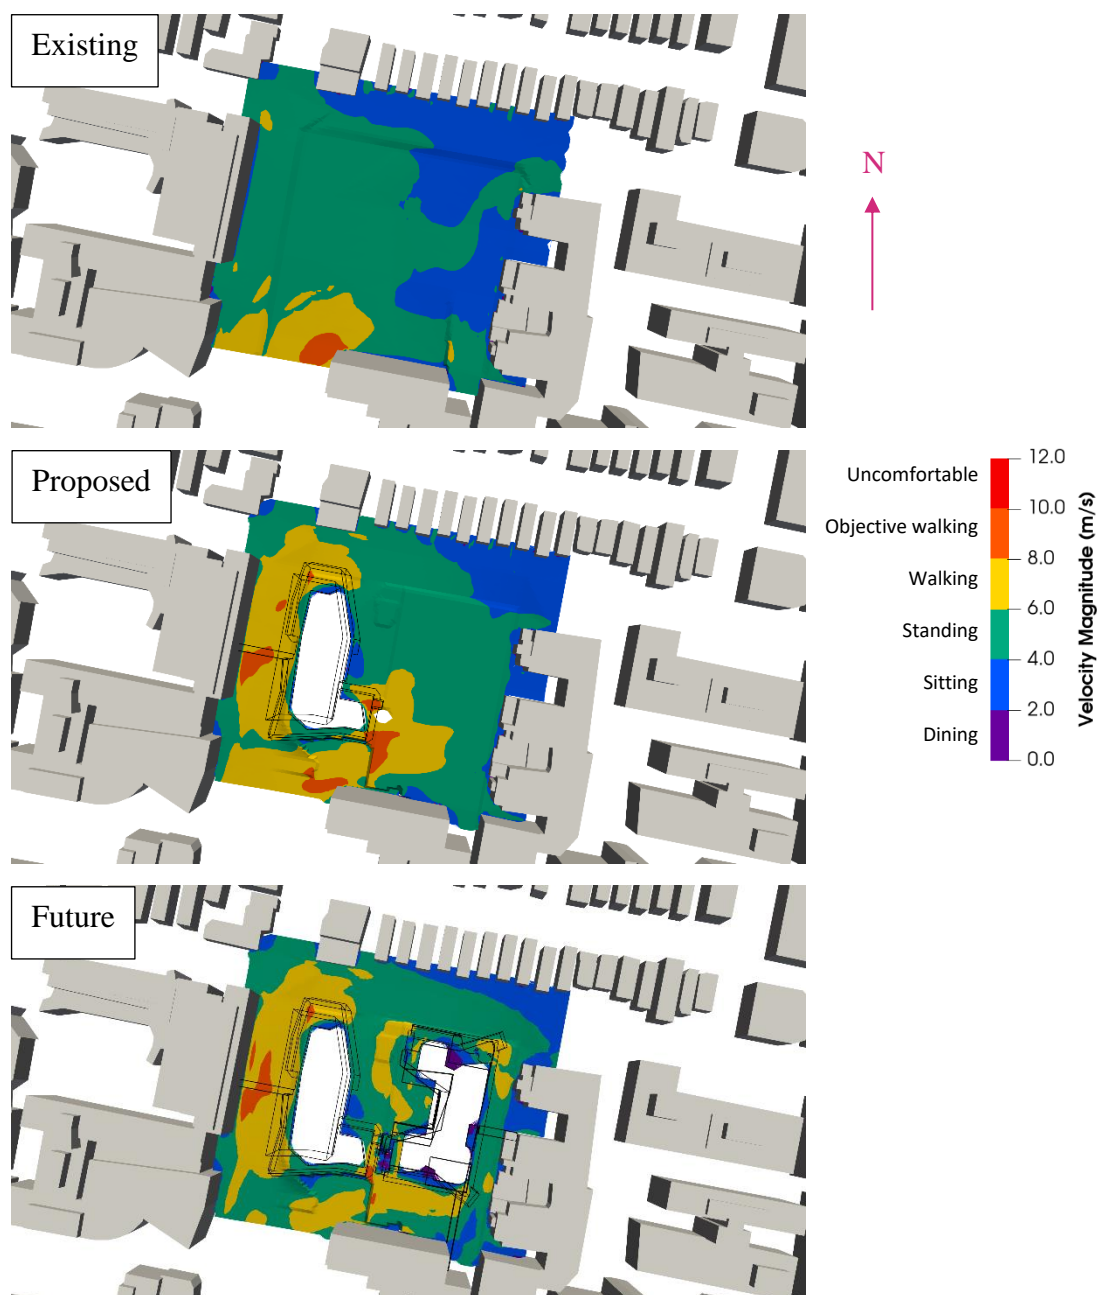 Existing
N
Proposed
Uncomfortable
Objective walking
Walking
Standing
Sitting
Dining
12.0
10.0
8.0
6.0
4.0
2.0
0.0
Velocity Magnitude (m/s)
Future